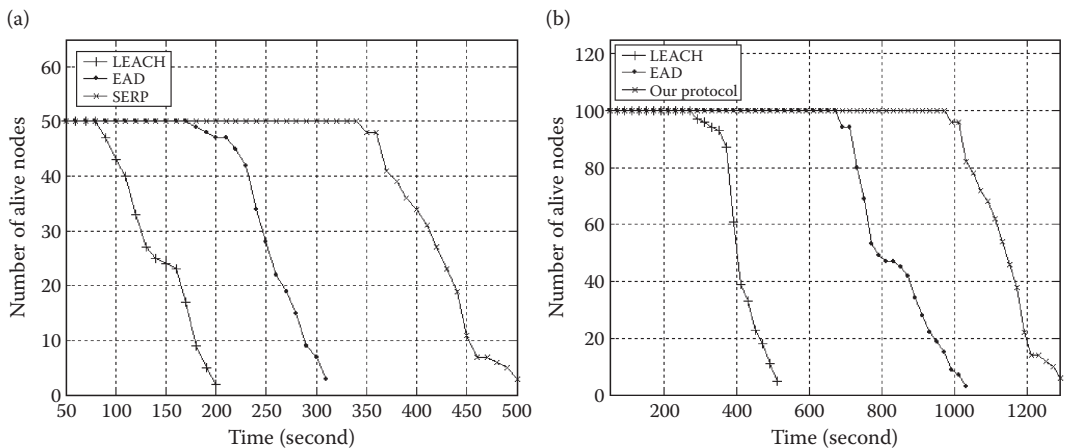 (a)
60
50
40
30
20
10
0
Number of alive nodes
LEACH
EAD
SERP
50 100 150 200 250 300 350 400 450 500
Time (second)
(b)
120
100
80
60
40
20
0
Number of alive nodes
LEACH
EAD
Our protocol
200 400 600 800 1000 1200
Time (second)